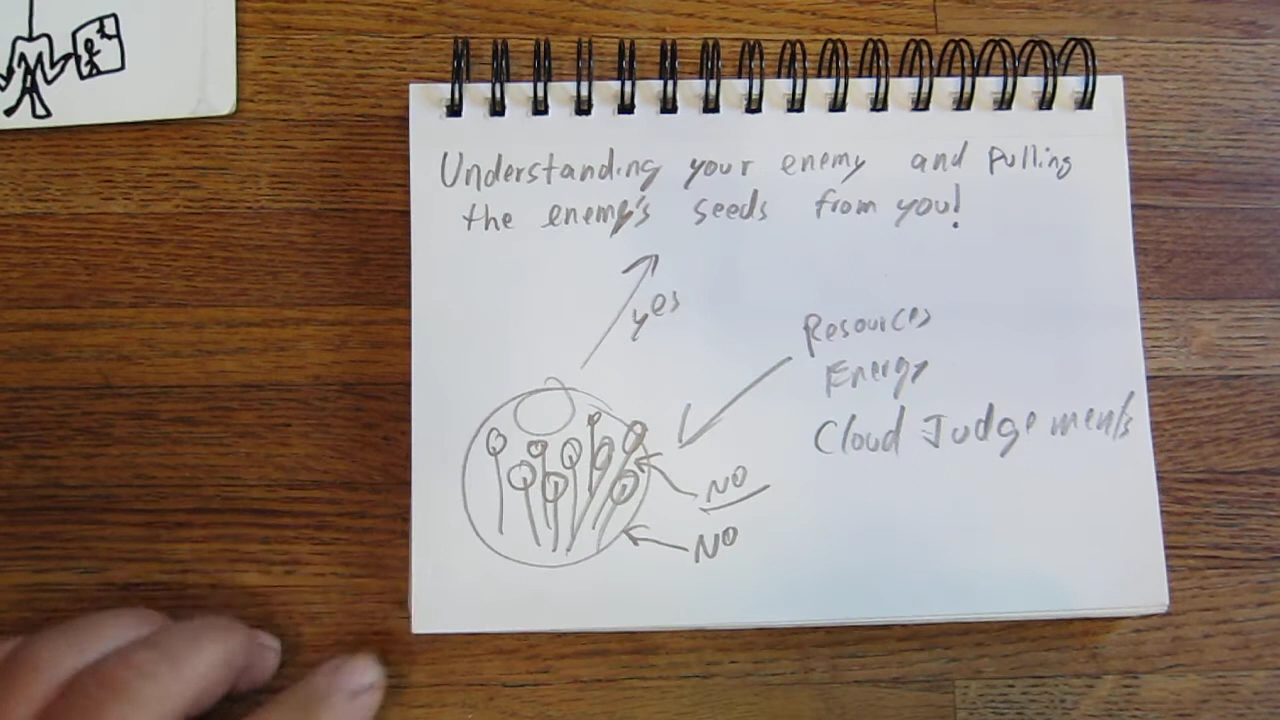 Understanding your enemy and pulling
the enemy's seeds from you!
yes
Resources
Energy
Cloud Judgements
NO
NO